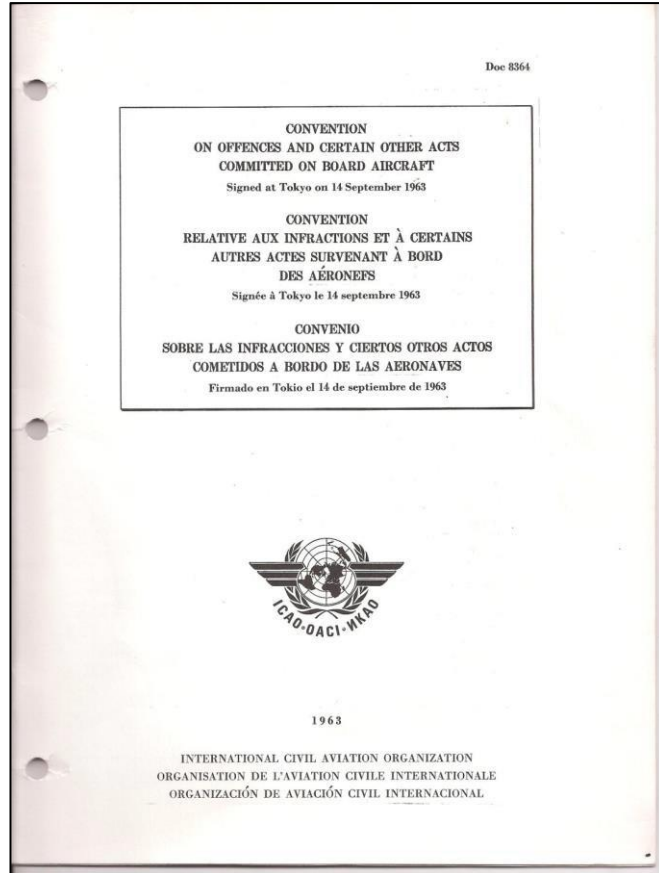 Doc 8364
CONVENTION
ON OFFENCES AND CERTAIN OTHER ACTS
COMMITTED ON BOARD AIRCRAFT
Signed at Tokyo on 14 September 1963
CONVENTION
RELATIVE AUX INFRACTIONS ET À CERTAINS
AUTRES ACTES SURVENANT À BORD
DES AÉRONEFS
Signée à Tokyo le 14 septembre 1963
CONVENIO
SOBRE LAS INFRACCIONES Y CIERTOS OTROS ACTOS
COMETIDOS A BORDO DE LAS AERONAVES
Firmado en Tokio el 14 de septiembre de 1963
ICAO·OACI·ИКАО
1963
INTERNATIONAL CIVIL AVIATION ORGANIZATION
ORGANISATION DE L'AVIATION CIVILE INTERNATIONALE
ORGANIZACIÓN DE AVIACIÓN CIVIL INTERNACIONAL